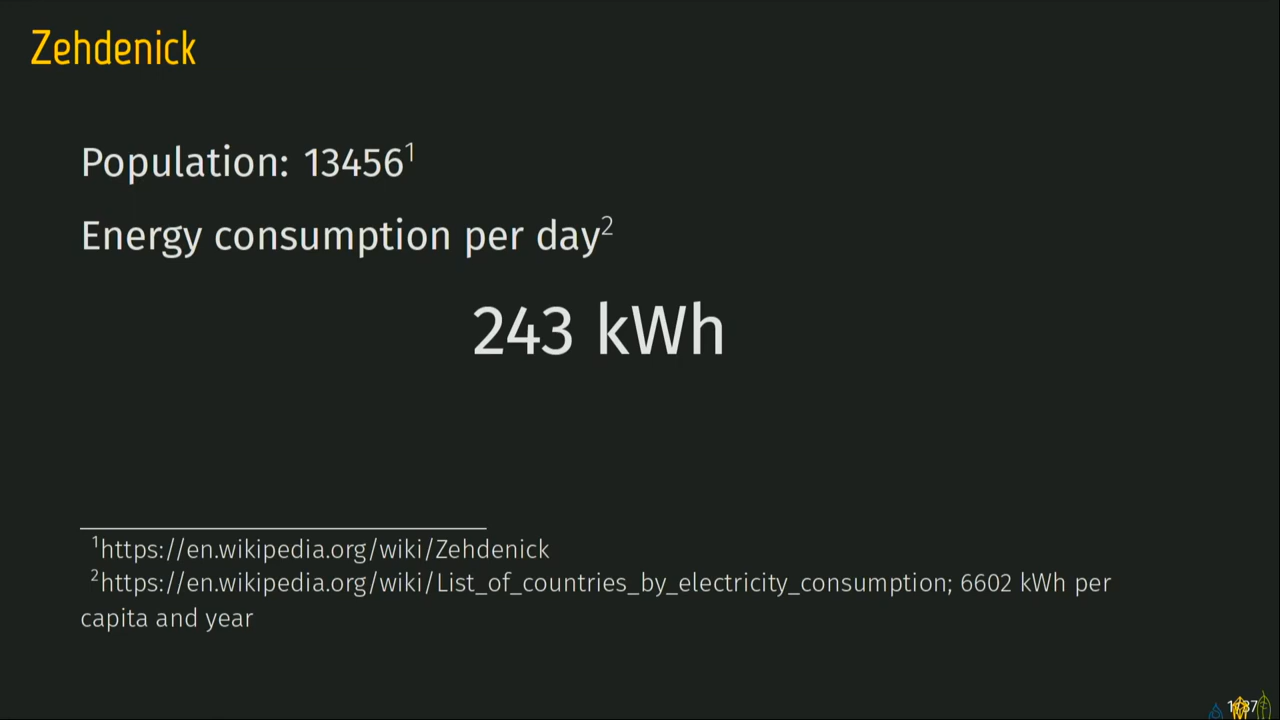 Zehdenick
Population: 13456¹
Energy consumption per day²
243 kWh
¹https://en.wikipedia.org/wiki/Zehdenick
²https://en.wikipedia.org/wiki/List_of_countries_by_electricity_consumption; 6602 kWh per
capita and year